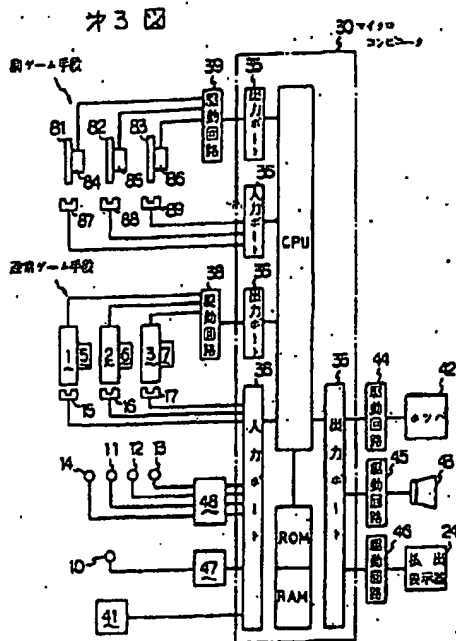 第3図
30 マイクロコンピュータ
副ゲーム手段
39
35
81
82
83
駆動回路
出力ポート
84
85
86
87
88
89
36
入力ポート
CPU
通常ゲーム手段
38
駆動回路
出力ポート
1
5
2
6
3
7
15
16
17
36
35
44
42
14
11
12
13
48
入力ポート
出力ポート
駆動回路
ホッパ
45
43
駆動回路
10
47
ROM
46
24
駆動回路
払出表示器
41
RAM